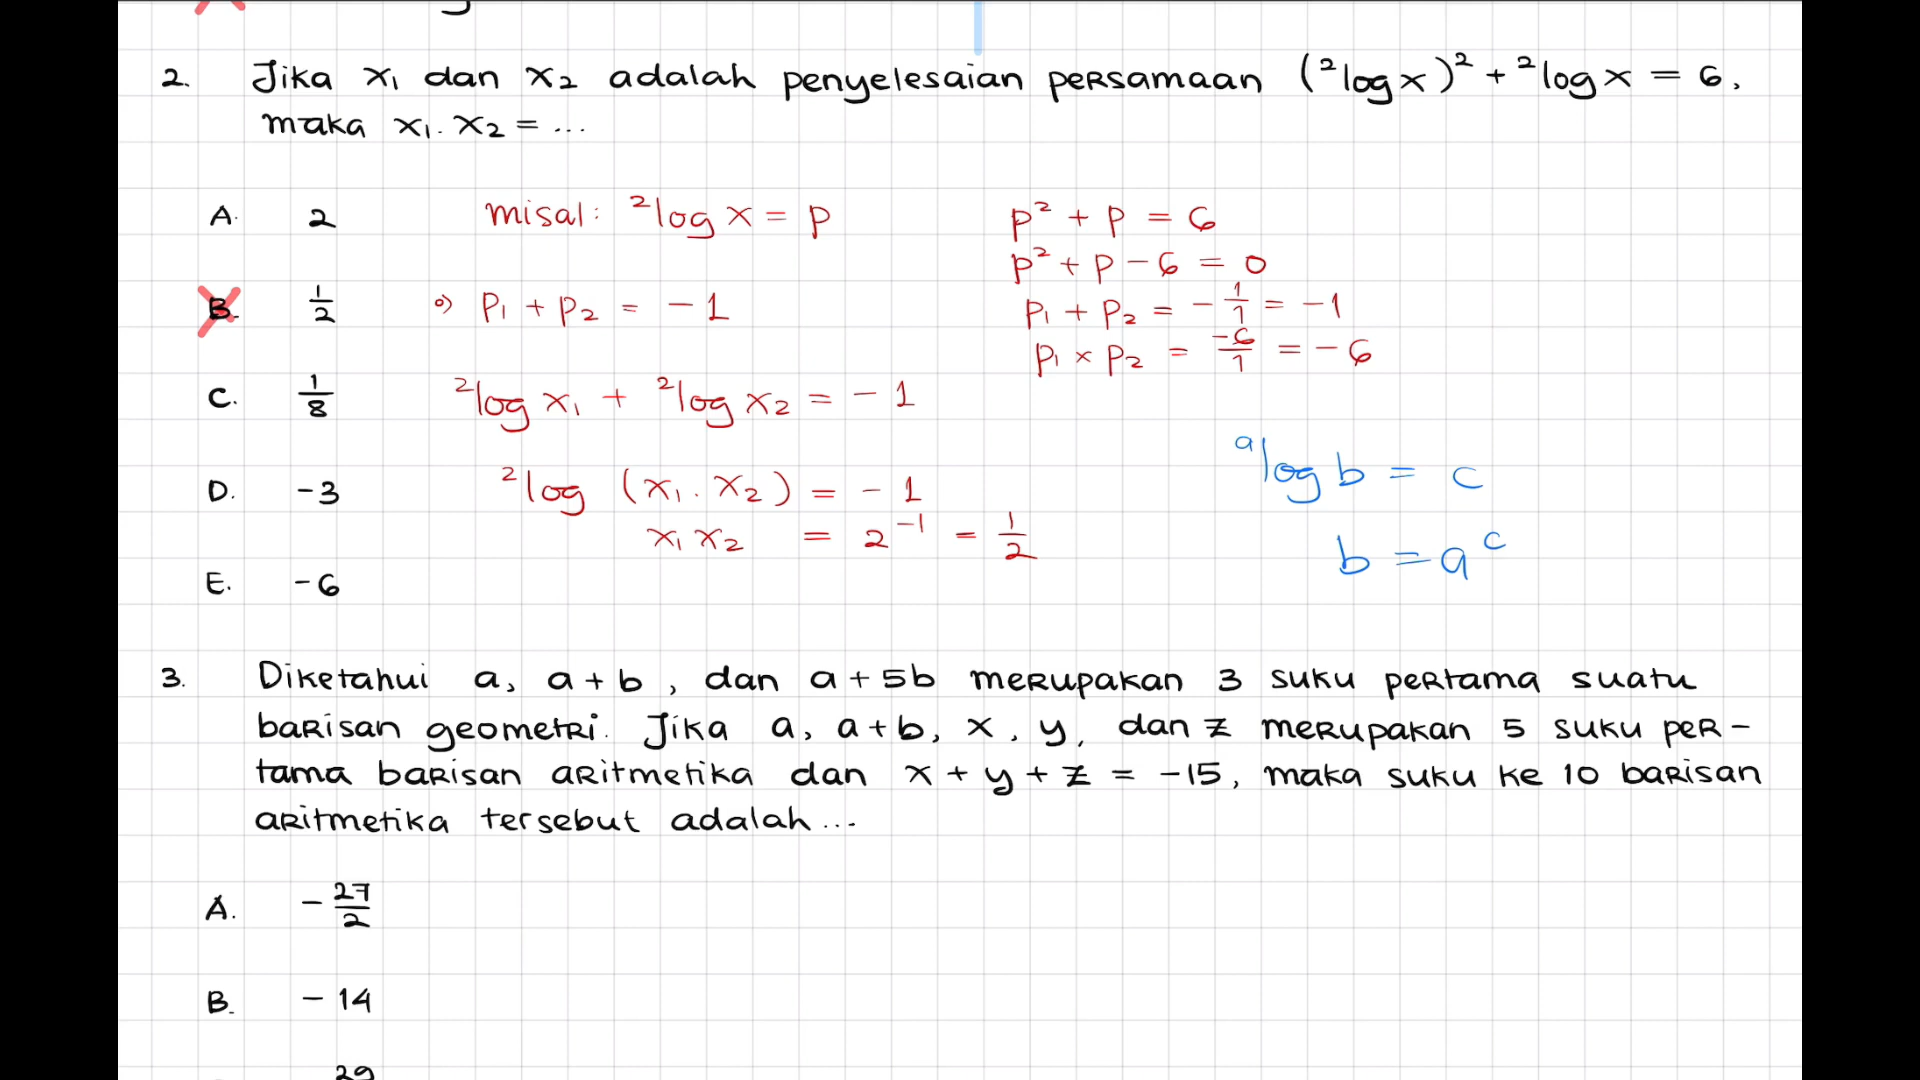 2. Jika x₁ dan x₂ adalah penyelesaian persamaan (²log x)² + ²log x = 6,
maka x₁ . x₂ = ...
A. 2
misal : ²log x = p
p² + p = 6
p² + p - 6 = 0
B. 1/2
p₁ + p₂ = - 1
p₁ + p₂ = - 1/1 = -1
p₁ × p₂ = -6/1 = - 6
C. 1/8
²log x₁ + ²log x₂ = - 1
ᵃlog b = c
D. -3
²log (x₁ . x₂) = - 1
x₁ x₂ = 2⁻¹ = 1/2
b = aᶜ
E. -6
3. Diketahui a, a + b, dan a + 5b merupakan 3 suku pertama suatu
barisan geometri. Jika a, a + b, x, y, dan z merupakan 5 suku per-
tama barisan aritmetika dan x + y + z = -15, maka suku ke 10 barisan
aritmetika tersebut adalah ...
A. - 27/2
B. - 14
29